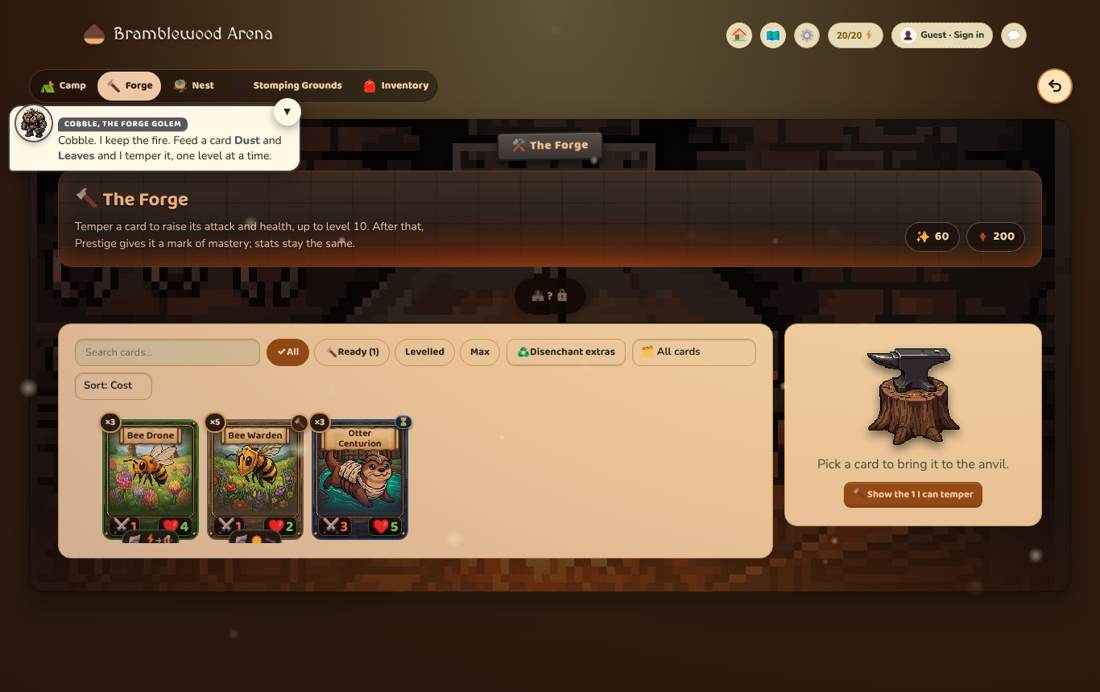 Bramblewood Arena
20/20
Guest · Sign in
Camp
Forge
Nest
Stomping Grounds
Inventory
COBBLE, THE FORGE GOLEM
Cobble. I keep the fire. Feed a card Dust and
Leaves and I temper it, one level at a time.
The Forge
The Forge
Temper a card to raise its attack and health, up to level 10. After that,
Prestige gives it a mark of mastery; stats stay the same.
60
200
?
Search cards...
✓All
Ready (1)
Levelled
Max
Disenchant extras
All cards
Sort: Cost
×3
Bee Drone
1
4
×5
Bee Warden
1
2
×3
Otter
Centurion
3
5
Pick a card to bring it to the anvil.
Show the 1 I can temper